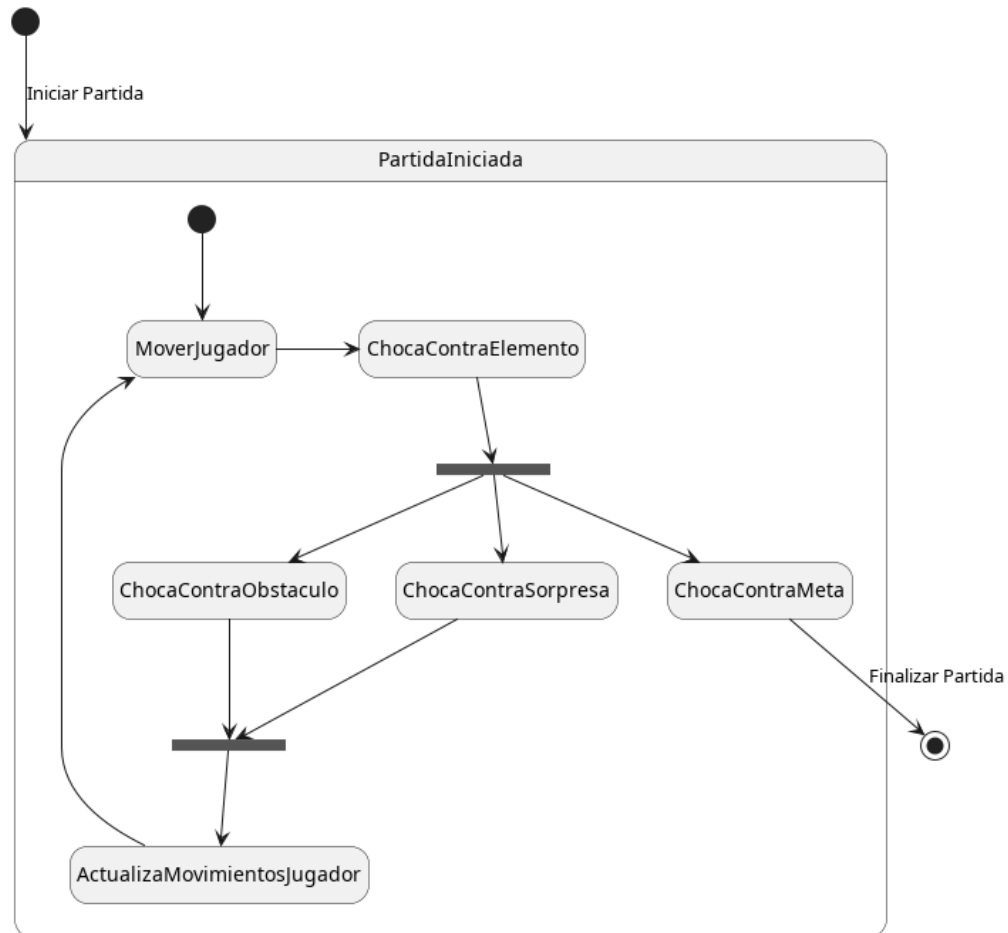 Iniciar Partida
PartidaIniciada
MoverJugador
ChocaContraElemento
ChocaContraObstaculo
ChocaContraSorpresa
ChocaContraMeta
Finalizar Partida
ActualizaMovimientosJugador